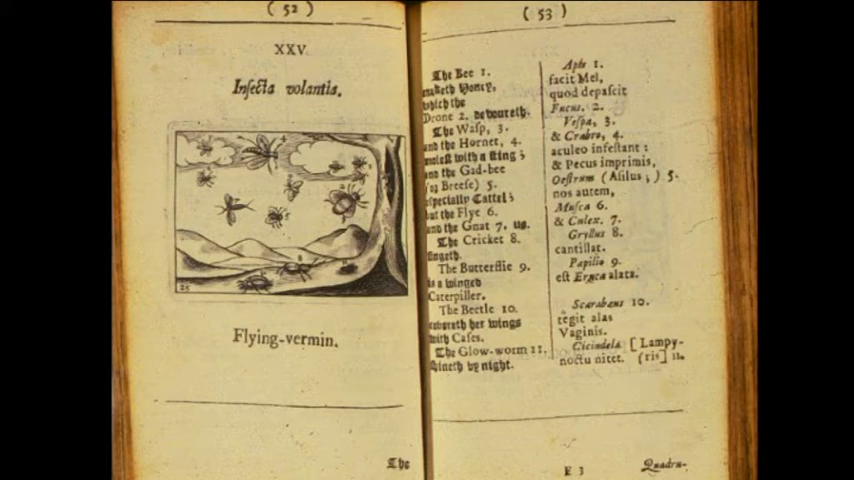 ( 52 )
XXV.
Insecta volantia.
25
Flying-vermin.
The
( 53 )
The Bee 1.
maketh Honey,
which the
Drone 2. devoureth.
The Wasp, 3.
and the Hornet, 4.
molest with a sting ;
and the Gad-bee
(or Breese) 5.
especially Cattel ;
but the Flye 6.
and the Gnat 7. us.
The Cricket 8.
singeth.
The Butterflie 9.
is a winged
Caterpiller.
The Beetle 10.
covereth her wings
with Cases.
The Glow-worm 11.
shineth by night.
Apis 1.
facit Mel,
quod depascit
Fucus. 2.
Vespa, 3.
& Crabro, 4.
aculeo infestant :
& Pecus imprimis,
Oestrum (Asilus ;) 5.
nos autem,
Musca 6.
& Culex. 7.
Gryllus 8.
cantillat.
Papilio 9.
est Eruca alata.
Scarabæus 10.
tegit alas
Vaginis.
Cicindela [ Lampy-
noctu nitet. (ris] 11.
E 3
Quadru-